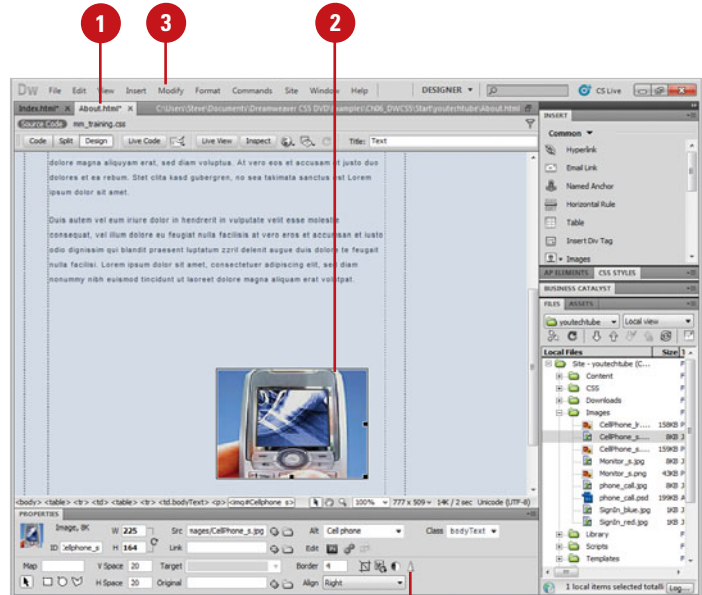 1 2 3
DW File Edit View Insert Modify Format Commands Site Window Help DESIGNER CS Live
Index.html* About.html* C:\Users\Steve\Documents\Dreamweaver CS5 DVD\Examples\Ch06_DWCS5\Start\youtechtube\About.html
Source Code mm_training.css
Code Split Design Live Code Live View Inspect Title: Text
dolore magna aliquyam erat, sed diam voluptua. At vero eos et accusam et justo duo
dolores et ea rebum. Stet clita kasd gubergren, no sea takimata sanctus est Lorem
ipsum dolor sit amet.
Duis autem vel eum iriure dolor in hendrerit in vulputate velit esse molestie
consequat, vel illum dolore eu feugiat nulla facilisis at vero eros et accumsan et iusto
odio dignissim qui blandit praesent luptatum zzril delenit augue duis dolore te feugait
nulla facilisi. Lorem ipsum dolor sit amet, consectetuer adipiscing elit, sed diam
nonummy nibh euismod tincidunt ut laoreet dolore magna aliquam erat volutpat.
<body> <table> <tr> <td> <table> <tr> <td.bodyText> <p> <img#Cellphone_s> 100% 777 x 509 14K / 2 sec Unicode (UTF-8)
PROPERTIES
Image, 8K W 225 Src mages/CellPhone_s.jpg Alt Cell phone Class bodyText
ID :ellphone_s H 164 Link Edit
Map V Space 20 Target Border 4
H Space 20 Original Align Right
INSERT
Common
Hyperlink
Email Link
Named Anchor
Horizontal Rule
Table
Insert Div Tag
Images
AP ELEMENTS CSS STYLES
BUSINESS CATALYST
FILES ASSETS
youtechtube Local view
Local Files Size
Site - youtechtube (C...
Content
CSS
Downloads
Images
CellPhone_lr.... 158KB P
CellPhone_s.... 8KB J
CellPhone_s.... 159KB P
Monitor_s.jpg 8KB J
Monitor_s.png 43KB P
phone_call.jpg 8KB J
phone_call.psd 199KB A
SignIn_blue.jpg 1KB J
SignIn_red.jpg 1KB J
Library
Scripts
Templates
1 local items selected totalli Log...